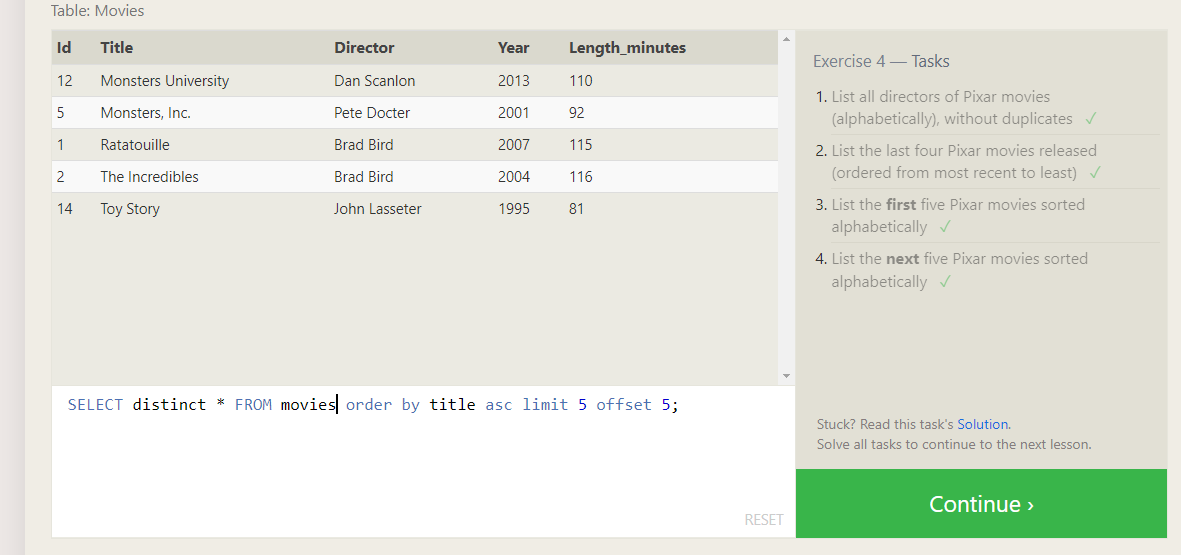 Table: Movies
Id Title Director Year Length_minutes
12 Monsters University Dan Scanlon 2013 110
5 Monsters, Inc. Pete Docter 2001 92
1 Ratatouille Brad Bird 2007 115
2 The Incredibles Brad Bird 2004 116
14 Toy Story John Lasseter 1995 81
SELECT distinct * FROM movies order by title asc limit 5 offset 5;
RESET
Exercise 4 — Tasks
1. List all directors of Pixar movies
(alphabetically), without duplicates ✓
2. List the last four Pixar movies released
(ordered from most recent to least) ✓
3. List the first five Pixar movies sorted
alphabetically ✓
4. List the next five Pixar movies sorted
alphabetically ✓
Stuck? Read this task's Solution.
Solve all tasks to continue to the next lesson.
Continue ›